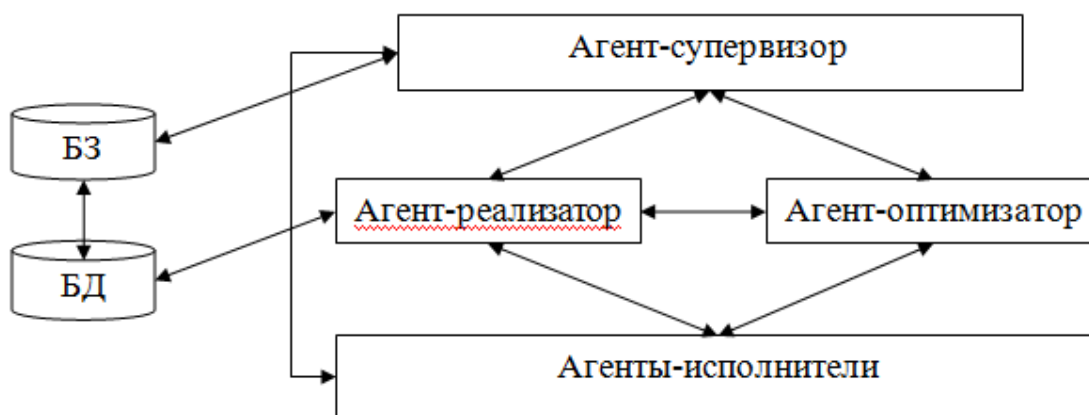 Агент-супервизор
БЗ
Агент-реализатор
Агент-оптимизатор
БД
Агенты-исполнители